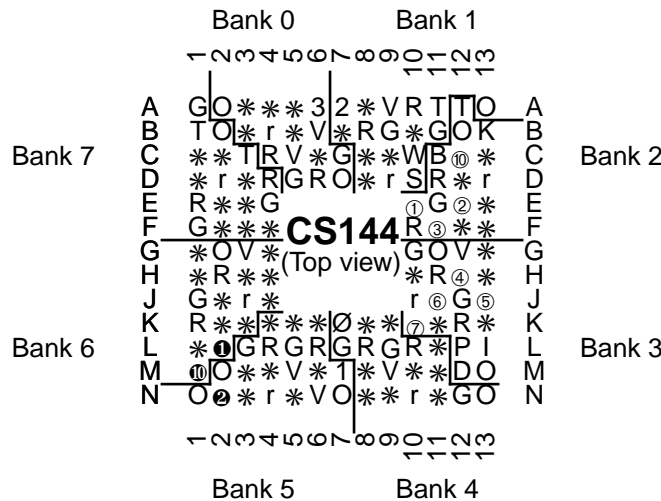 Bank 0 Bank 1
1 2 3 4 5 6 7 8 9 10 11 12 13
A G O ✳ ✳ ✳ 3 2 ✳ V R T T O A
B T O ✳ r ✳ V ✳ R G ✳ G O K B
Bank 7 C ✳ ✳ T R V ✳ G ✳ ✳ W B ⑩ ✳ C Bank 2
D ✳ r ✳ R G R O ✳ r S R ✳ r D
E R ✳ ✳ G ① G ② ✳ E
F G ✳ ✳ ✳ CS144 R ③ ✳ ✳ F
G ✳ O V ✳ (Top view) G O V ✳ G
H ✳ R ✳ ✳ ✳ R ④ ✳ H
J G ✳ r ✳ r ⑥ G ⑤ J
K R ✳ ✳ ✳ ✳ ✳ Ø ✳ ✳ ⑦ ✳ R ✳ K
Bank 6 L ✳ ❶ G R G R G R G R ✳ P I L Bank 3
M ❿ O ✳ ✳ V ✳ 1 ✳ V ✳ ✳ D O M
N O ❷ ✳ r ✳ V O ✳ ✳ r ✳ G O N
1 2 3 4 5 6 7 8 9 10 11 12 13
Bank 5 Bank 4